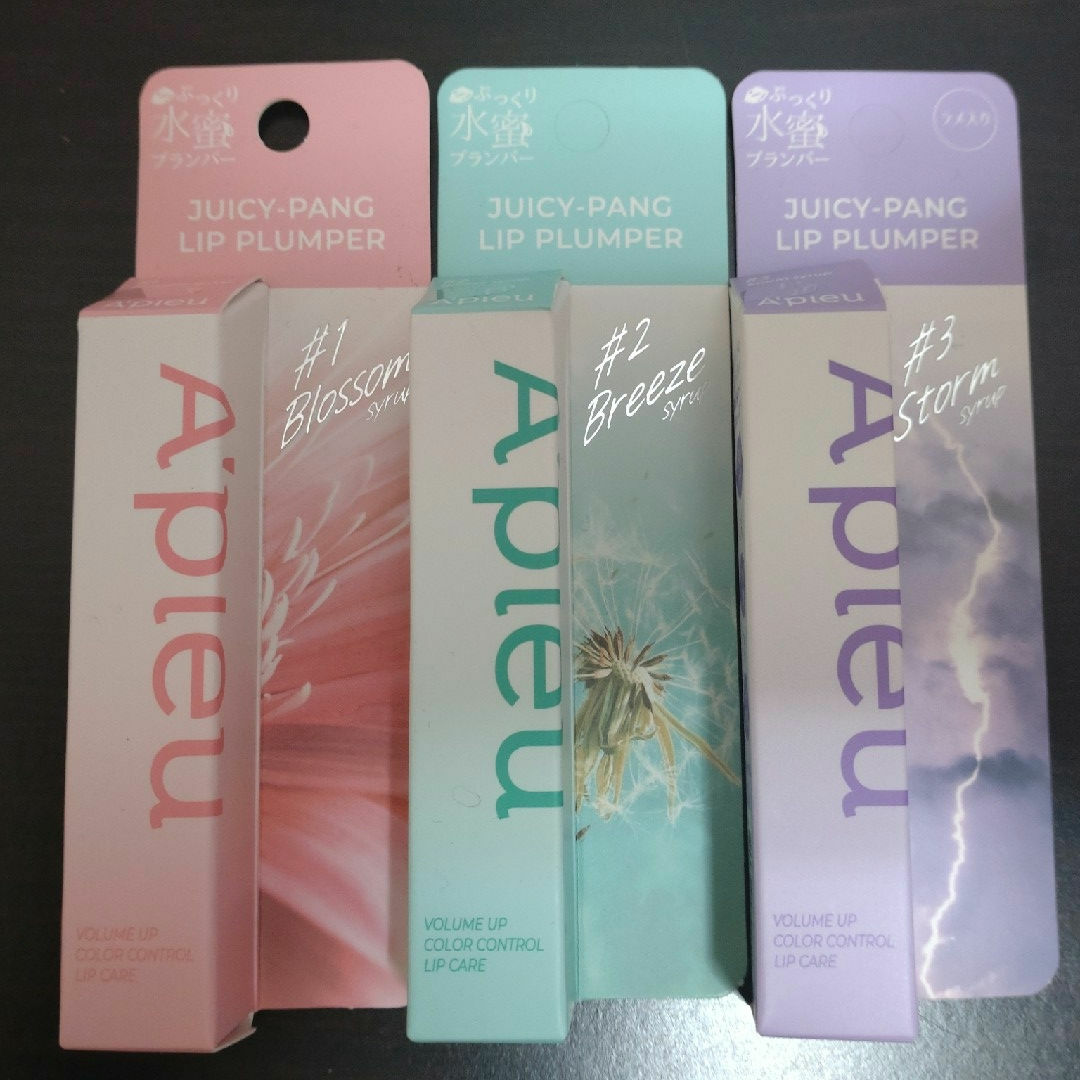 ぷっくり
水蜜
プランパー
JUICY-PANG
LIP PLUMPER
A'pieu
#1
Blossom
syrup
A'pieu
VOLUME UP
COLOR CONTROL
LIP CARE
ぷっくり
水蜜
プランパー
JUICY-PANG
LIP PLUMPER
A'pieu
#2
Breeze
syrup
A'pieu
VOLUME UP
COLOR CONTROL
LIP CARE
ぷっくり
水蜜
プランパー
ラメ入り
JUICY-PANG
LIP PLUMPER
A'pieu
#3
Storm
syrup
A'pieu
VOLUME UP
COLOR CONTROL
LIP CARE